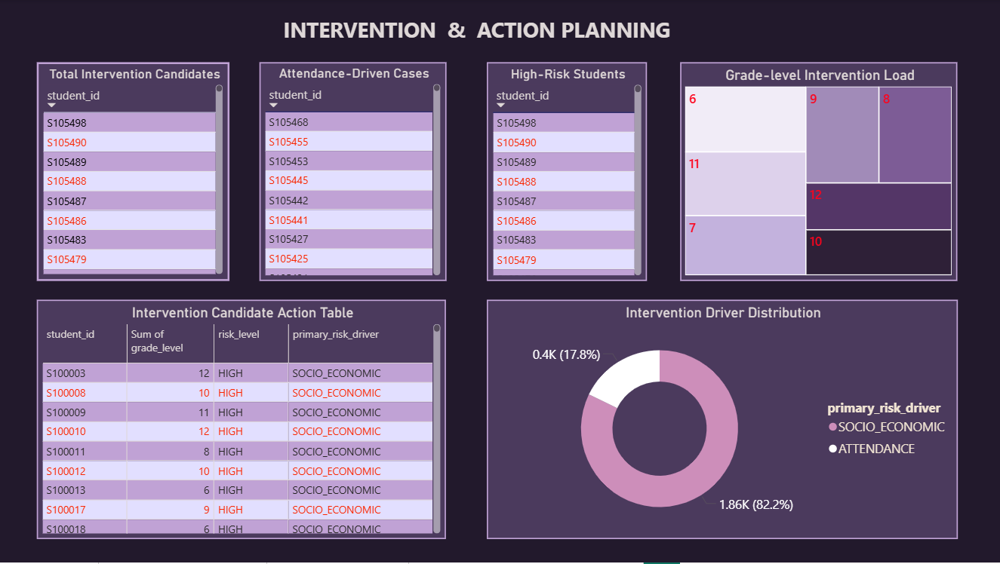 INTERVENTION & ACTION PLANNING
Total Intervention Candidates
student_id
S105498
S105490
S105489
S105488
S105487
S105486
S105483
S105479
Attendance-Driven Cases
student_id
S105468
S105455
S105453
S105445
S105442
S105441
S105427
S105425
High-Risk Students
student_id
S105498
S105490
S105489
S105488
S105487
S105486
S105483
S105479
Grade-level Intervention Load
6
9
8
11
12
7
10
Intervention Candidate Action Table
student_id Sum of grade_level risk_level primary_risk_driver
S100003 12 HIGH SOCIO_ECONOMIC
S100008 10 HIGH SOCIO_ECONOMIC
S100009 11 HIGH SOCIO_ECONOMIC
S100010 12 HIGH SOCIO_ECONOMIC
S100011 8 HIGH SOCIO_ECONOMIC
S100012 10 HIGH SOCIO_ECONOMIC
S100013 6 HIGH SOCIO_ECONOMIC
S100017 9 HIGH SOCIO_ECONOMIC
S100018 6 HIGH SOCIO_ECONOMIC
Intervention Driver Distribution
0.4K (17.8%)
1.86K (82.2%)
primary_risk_driver
SOCIO_ECONOMIC
ATTENDANCE